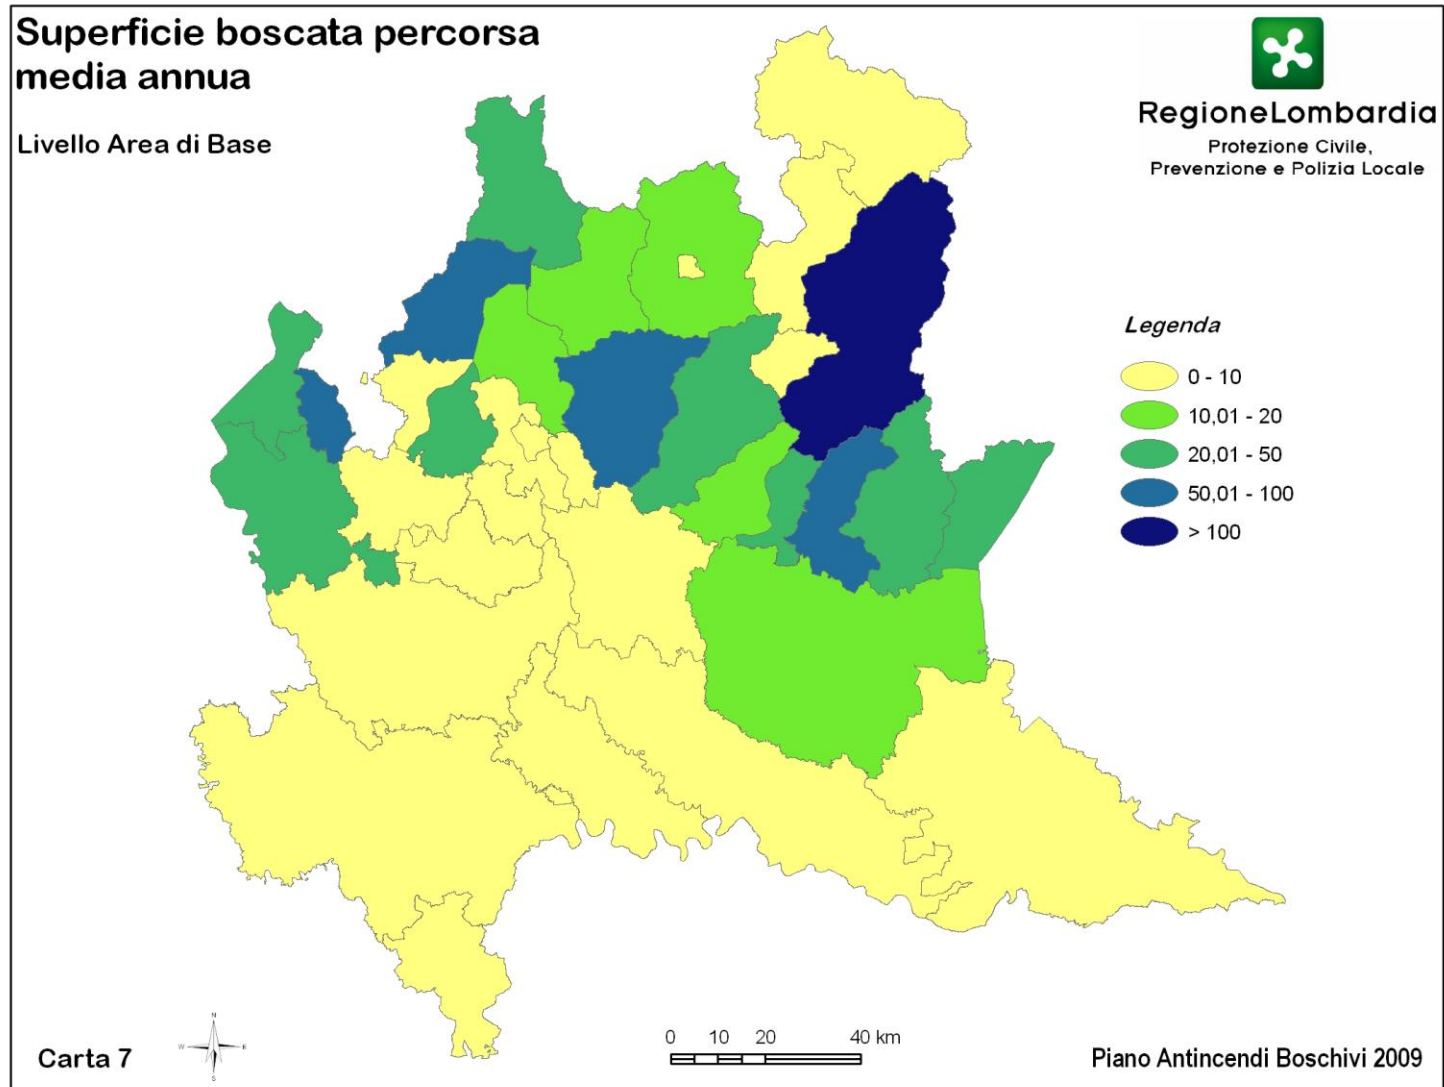 Superficie boscata percorsa
media annua
Livello Area di Base
RegioneLombardia
Protezione Civile,
Prevenzione e Polizia Locale
Legenda
0 - 10
10,01 - 20
20,01 - 50
50,01 - 100
> 100
N
W E
S
0 10 20 40 km
Carta 7
Piano Antincendi Boschivi 2009